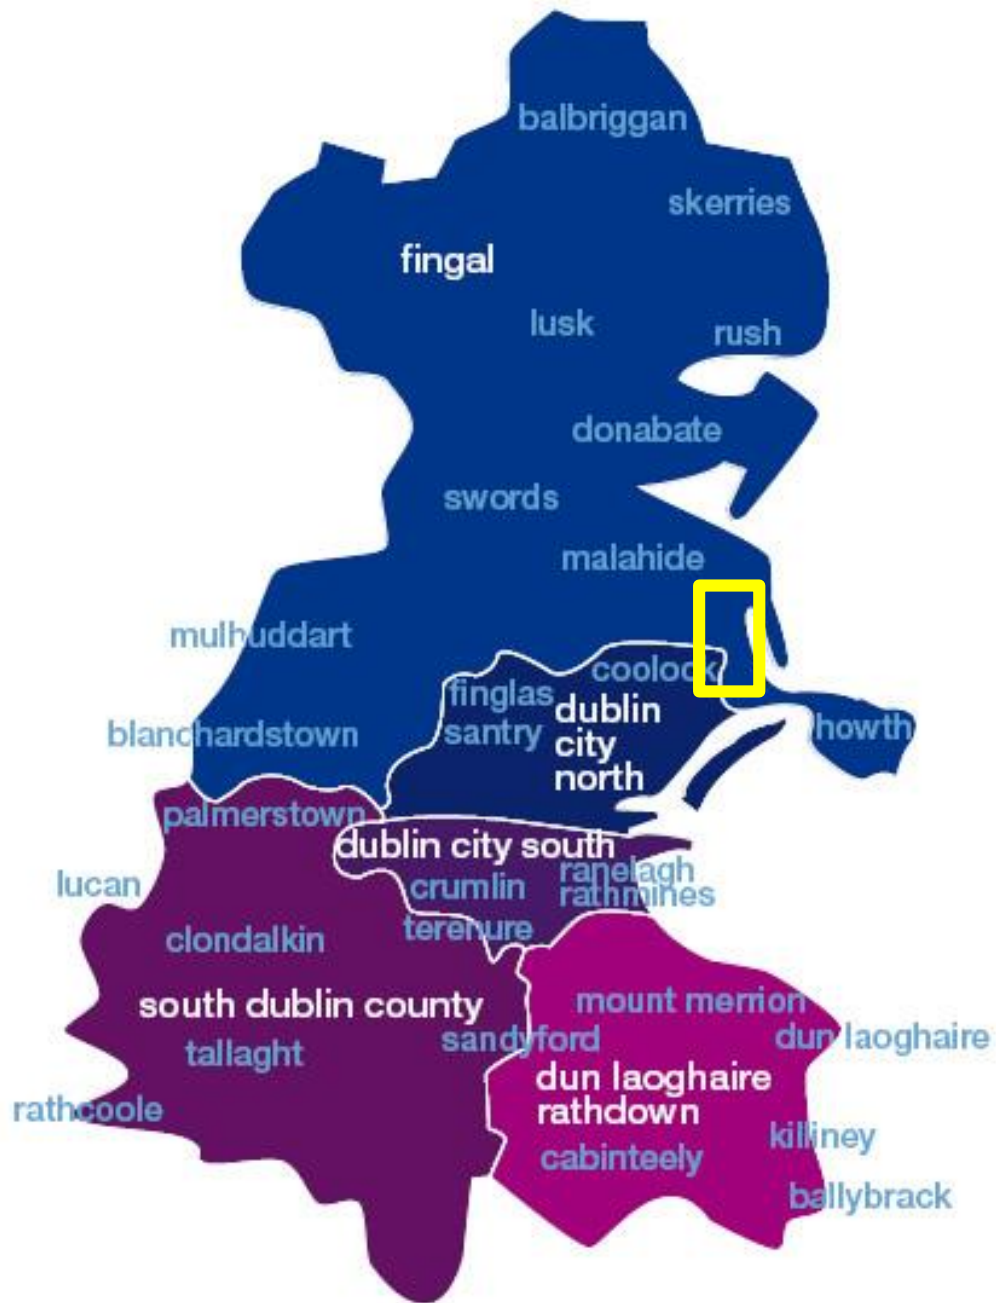 balbriggan
skerries
fingal
lusk
rush
donabate
swords
malahide
mulhuddart
coolock
finglas
dublin
santry
city
north
howth
blanchardstown
palmerstown
dublin city south
ranelagh
lucan
crumlin
rathmines
terenure
clondalkin
mount merrion
south dublin county
dun laoghaire
sandyford
tallaght
dun laoghaire
rathdown
rathcoole
killiney
cabinteely
ballybrack